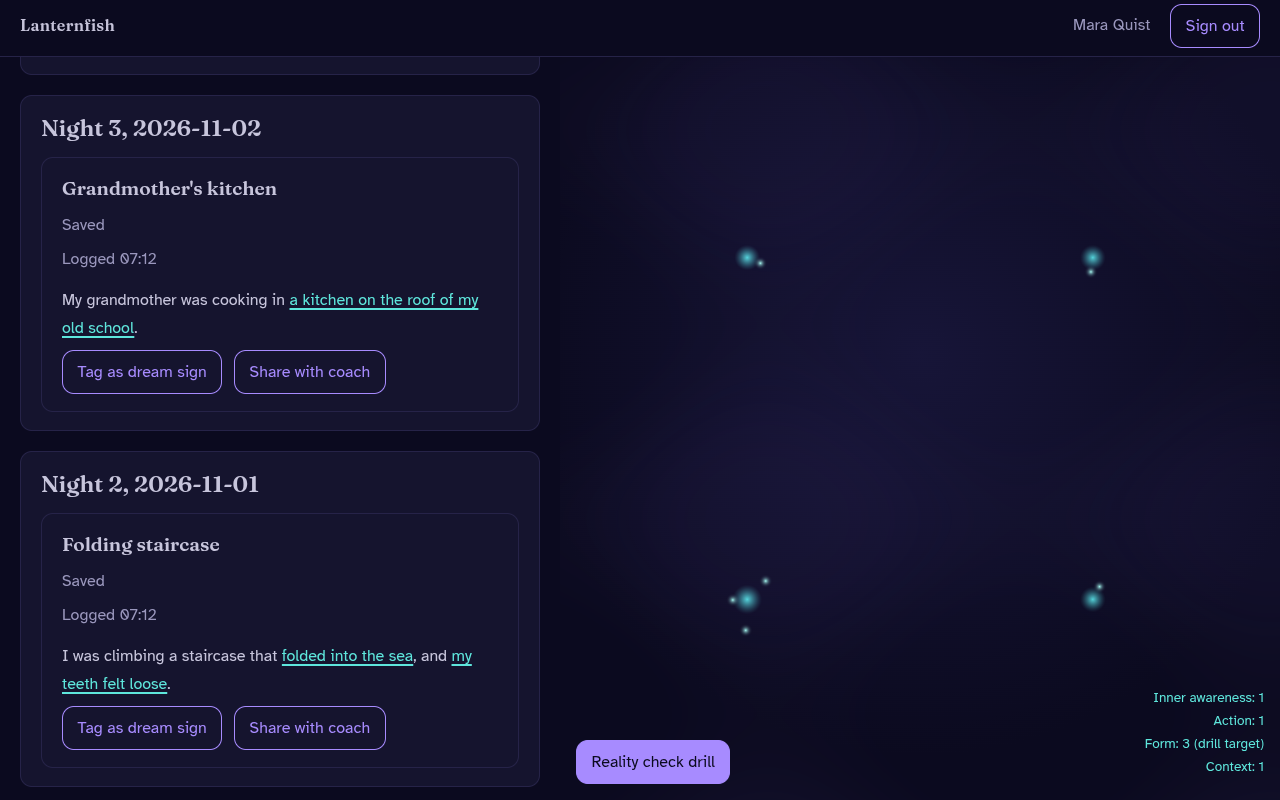 Lanternfish
Mara Quist
Sign out
Night 3, 2026-11-02
Grandmother's kitchen
Saved
Logged 07:12
My grandmother was cooking in a kitchen on the roof of my
old school.
Tag as dream sign
Share with coach
Night 2, 2026-11-01
Folding staircase
Saved
Logged 07:12
I was climbing a staircase that folded into the sea, and my
teeth felt loose.
Tag as dream sign
Share with coach
Reality check drill
Inner awareness: 1
Action: 1
Form: 3 (drill target)
Context: 1